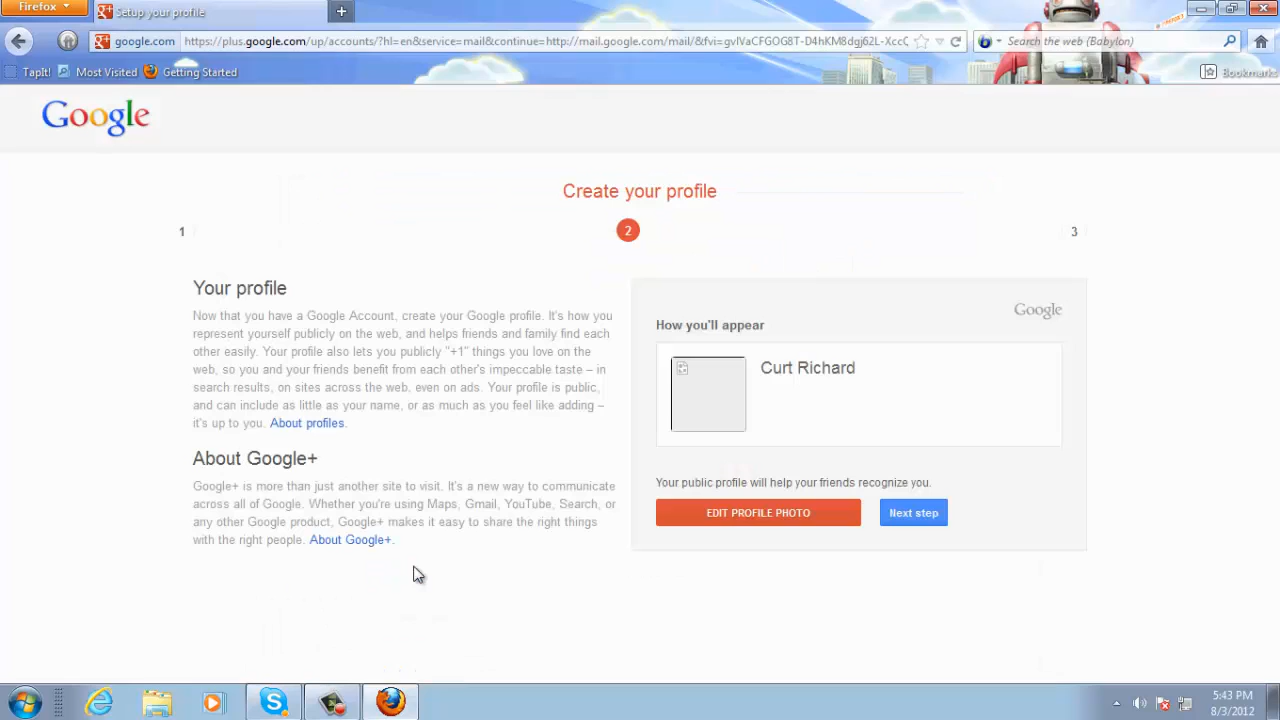 Firefox
Setup your profile
google.com https://plus.google.com/up/accounts/?hl=en&service=mail&continue=http://mail.google.com/mail/&fvi=gvlVaCFGOG8T-D4hKM8dgj62L-XccQ
Search the web (Babylon)
TapIt!
Most Visited
Getting Started
Bookmarks
Google
Create your profile
1
2
3
Your profile
Now that you have a Google Account, create your Google profile. It's how you
represent yourself publicly on the web, and helps friends and family find each
other easily. Your profile also lets you publicly "+1" things you love on the
web, so you and your friends benefit from each other's impeccable taste – in
search results, on sites across the web, even on ads. Your profile is public,
and can include as little as your name, or as much as you feel like adding –
it's up to you. About profiles.
About Google+
Google+ is more than just another site to visit. It's a new way to communicate
across all of Google. Whether you're using Maps, Gmail, YouTube, Search, or
any other Google product, Google+ makes it easy to share the right things
with the right people. About Google+.
Google
How you'll appear
Curt Richard
Your public profile will help your friends recognize you.
EDIT PROFILE PHOTO
Next step
5:43 PM
8/3/2012